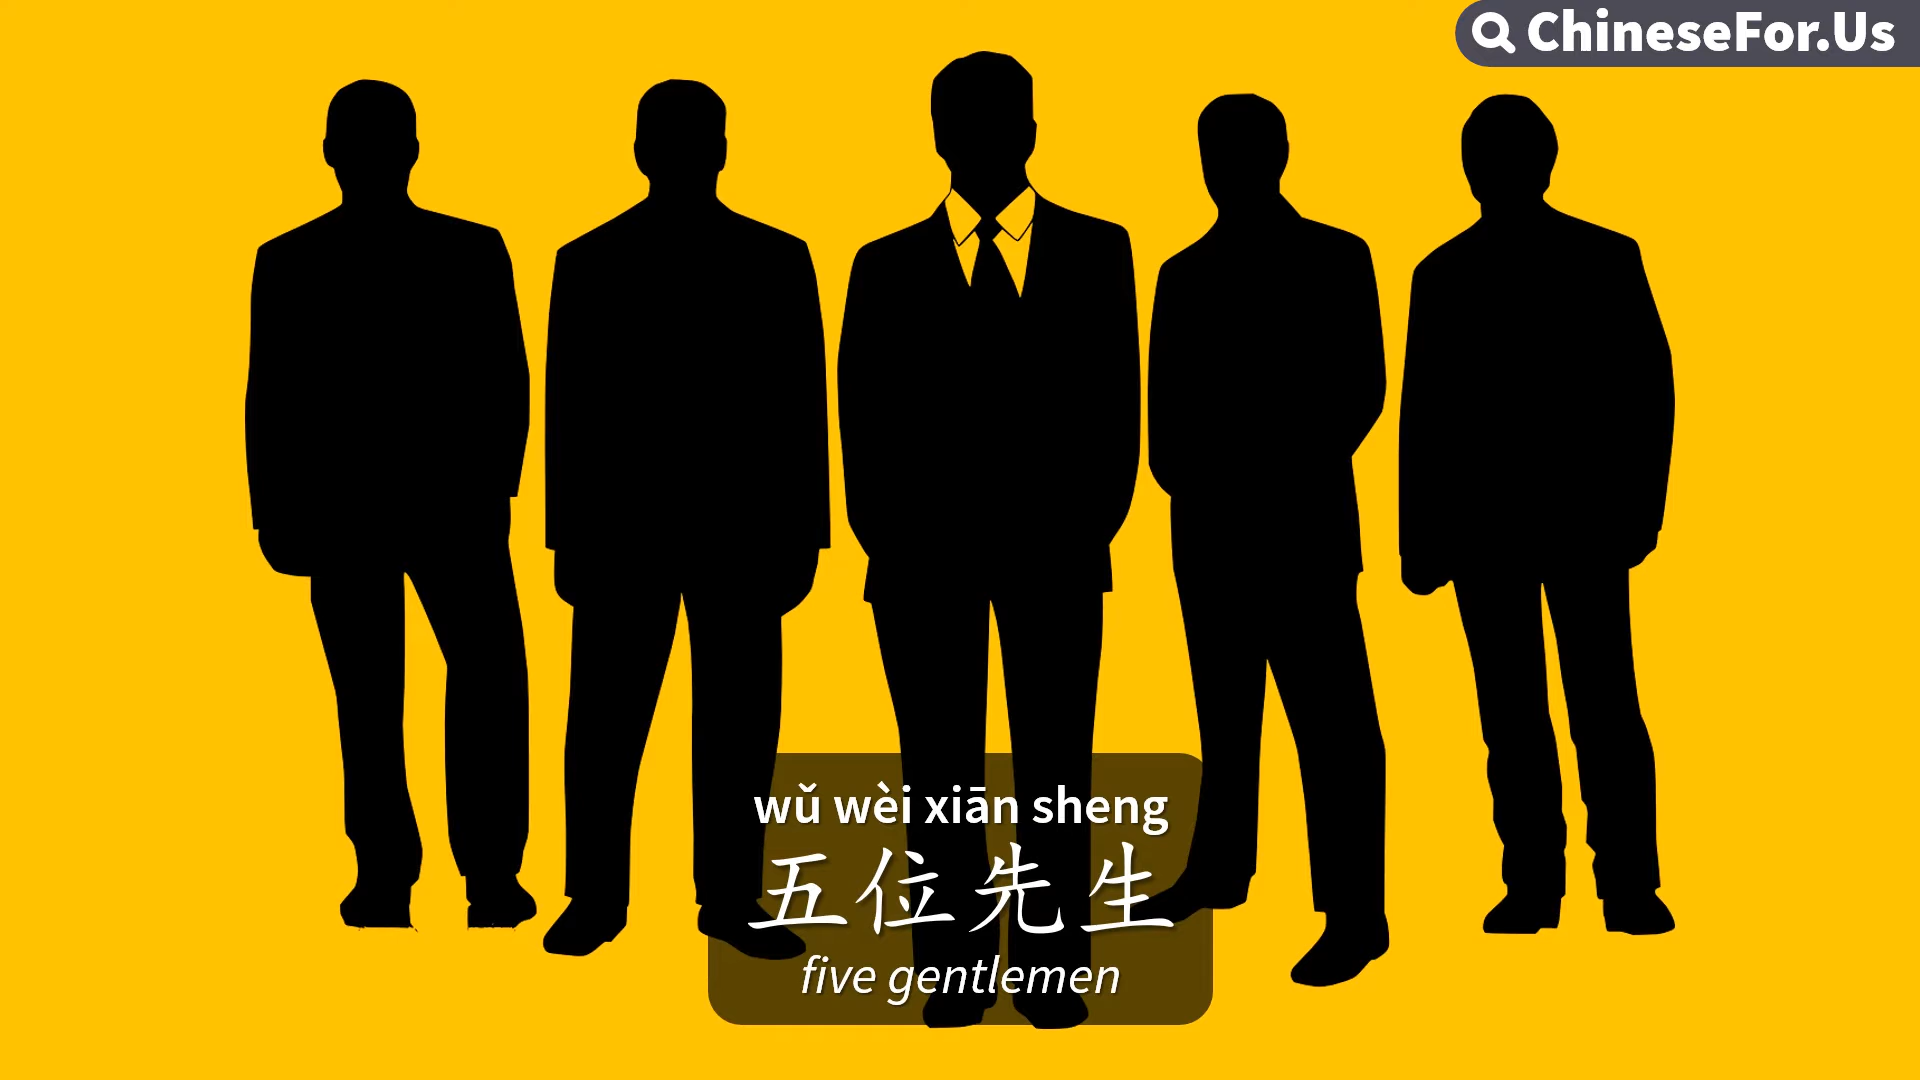 ChineseFor.Us
wǔ wèi xiān sheng
五位先生
five gentlemen